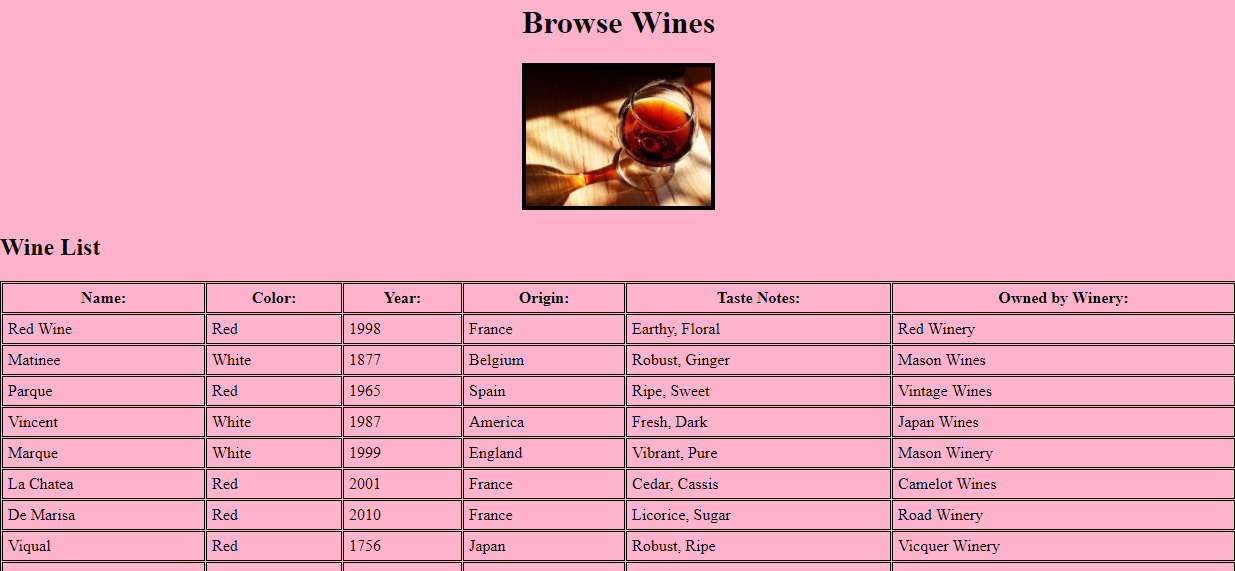 Browse Wines
Wine List
Name: Color: Year: Origin: Taste Notes: Owned by Winery:
Red Wine Red 1998 France Earthy, Floral Red Winery
Matinee White 1877 Belgium Robust, Ginger Mason Wines
Parque Red 1965 Spain Ripe, Sweet Vintage Wines
Vincent White 1987 America Fresh, Dark Japan Wines
Marque White 1999 England Vibrant, Pure Mason Winery
La Chatea Red 2001 France Cedar, Cassis Camelot Wines
De Marisa Red 2010 France Licorice, Sugar Road Winery
Viqual Red 1756 Japan Robust, Ripe Vicquer Winery